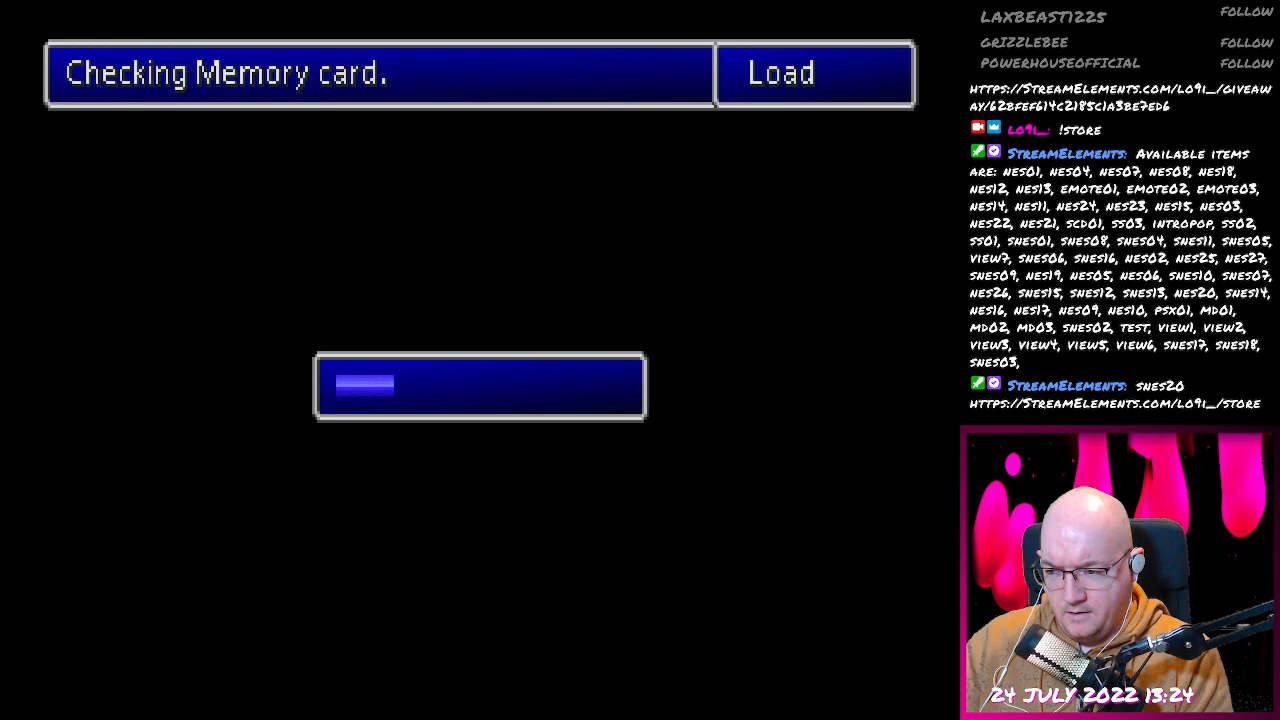 Checking Memory card.
Load
LAXBEAST1225 FOLLOW
GRIZZLEBEE FOLLOW
POWERHOUSEOFFICIAL FOLLOW
HTTPS://STREAMELEMENTS.COM/LO9I_/GIVEAW
AY/62BFEF614C2185C1A3BE7ED6
LO9I_: !STORE
STREAMELEMENTS: AVAILABLE ITEMS
ARE: NES01, NES04, NES07, NES08, NES18,
NES12, NES13, EMOTE01, EMOTE02, EMOTE03,
NES14, NES11, NES24, NES23, NES15, NES03,
NES22, NES21, SCD01, SS03, INTROPOP, SS02,
SS01, SNES01, SNES08, SNES04, SNES11, SNES05,
VIEW7, SNES06, SNES16, NES02, NES25, NES27,
SNES09, NES19, NES05, NES06, SNES10, SNES07,
NES26, SNES15, SNES12, SNES13, NES20, SNES14,
NES16, NES17, NES09, NES10, PSX01, MD01,
MD02, MD03, SNES02, TEST, VIEW1, VIEW2,
VIEW3, VIEW4, VIEW5, VIEW6, SNES17, SNES18,
SNES03,
STREAMELEMENTS: SNES20
HTTPS://STREAMELEMENTS.COM/LO9I_/STORE
24 JULY 2022 13:24